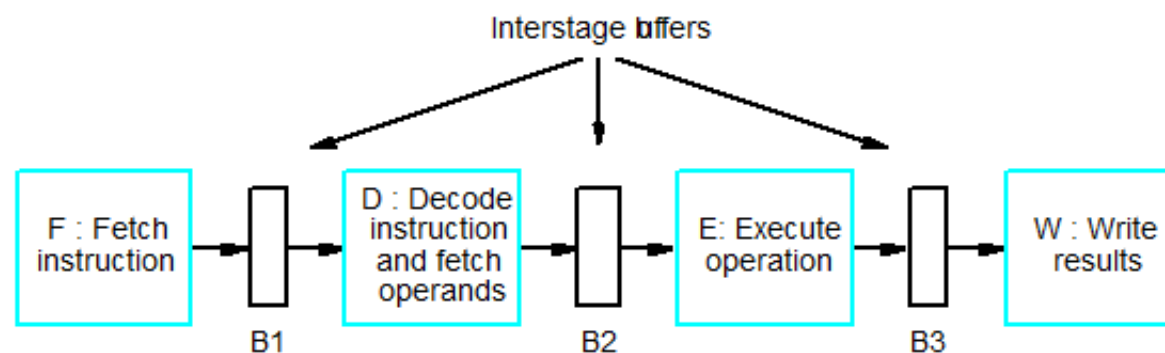 Interstage buffers
F : Fetch
instruction
D : Decode
instruction
and fetch
operands
E: Execute
operation
W : Write
results
B1
B2
B3